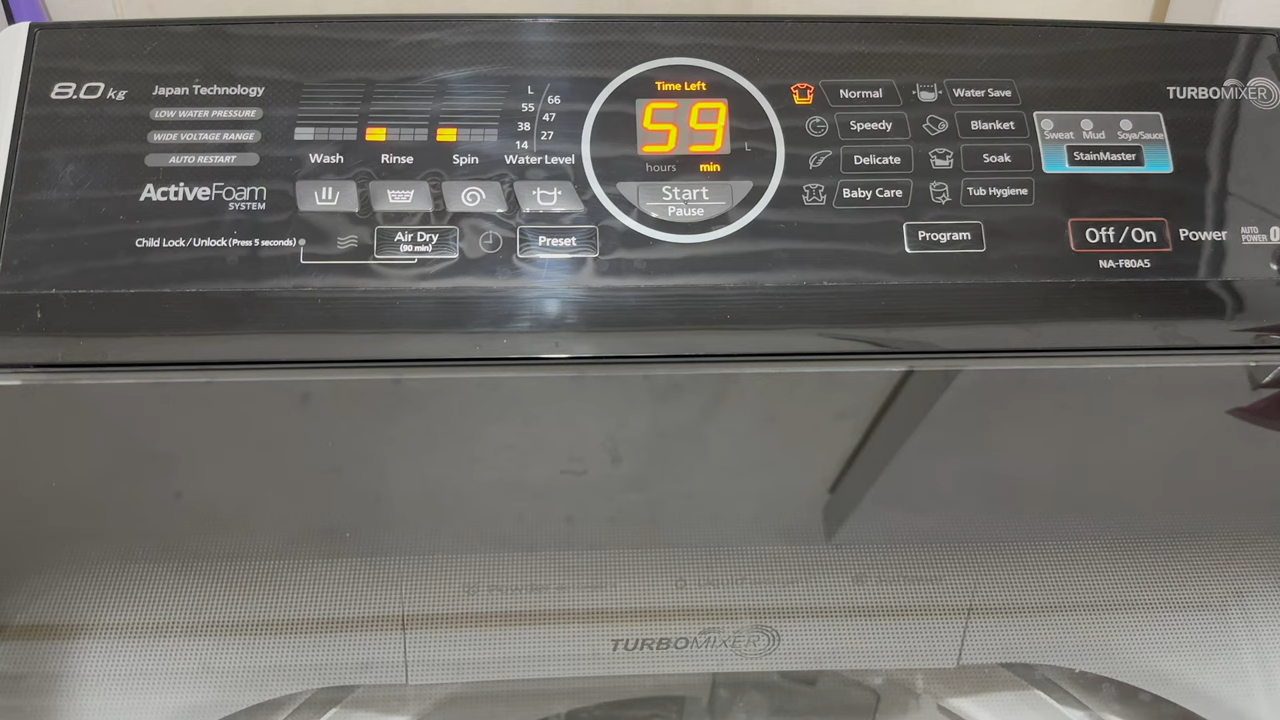 8.0 kg
Japan Technology
LOW WATER PRESSURE
WIDE VOLTAGE RANGE
AUTO RESTART
ActiveFoam
SYSTEM
Child Lock/Unlock (Press 5 seconds)
Wash
Rinse
Spin
Water Level
L
66
55
47
38
27
14
Air Dry
(90 min)
Preset
Time Left
59
L
hours min
Start
Pause
Normal
Speedy
Delicate
Baby Care
Water Save
Blanket
Soak
Tub Hygiene
Program
TURBOMIXER
Sweat Mud Soya/Sauce
StainMaster
Off/On Power
AUTO
POWER
NA-F80A5
TURBOMIXER